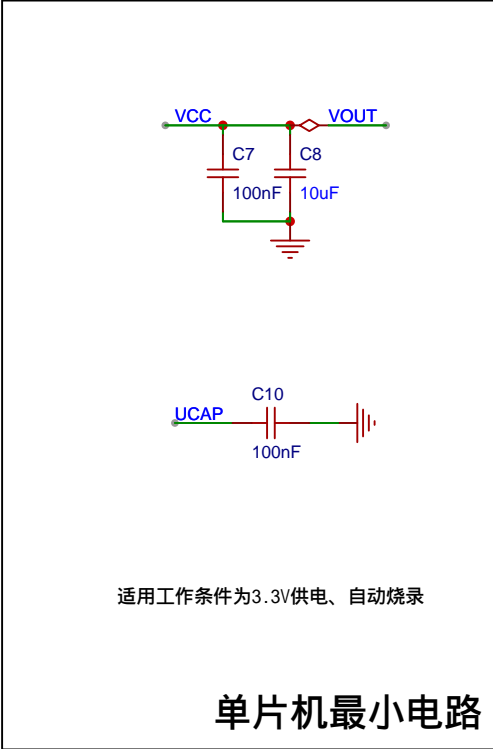 VCC VOUT
C7 C8
100nF 10uF
C10
UCAP
100nF
适用工作条件为3.3V供电、自动烧录
单片机最小电路